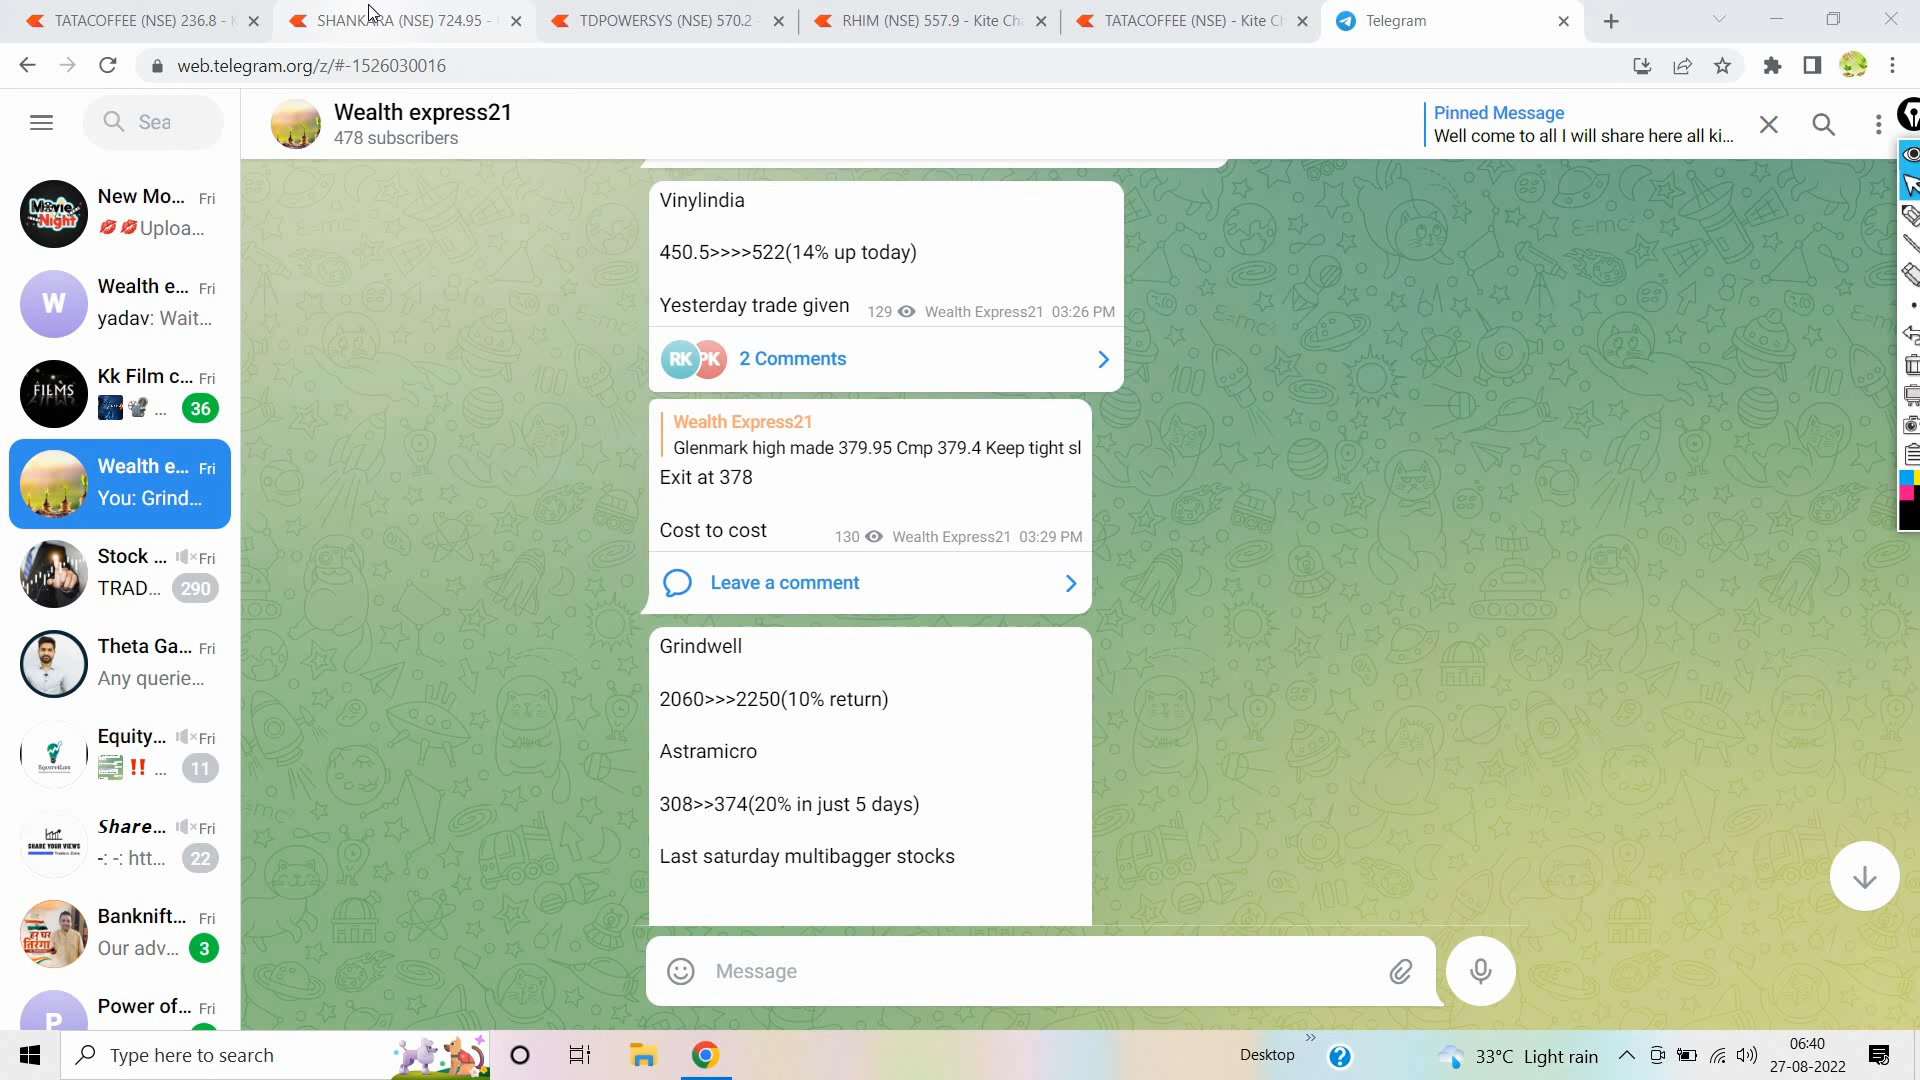 TATACOFFEE (NSE) 236.8 -
SHANKARA (NSE) 724.95 -
TDPOWERSYS (NSE) 570.2
RHIM (NSE) 557.9 - Kite Cha
TATACOFFEE (NSE) - Kite Ch
Telegram
web.telegram.org/z/#-1526030016
Sea
Wealth express21
478 subscribers
Pinned Message
Well come to all I will share here all ki...
New Mo... Fri
💋💋Uploa...
W
Wealth e... Fri
yadav: Wait...
FILMS
Kk Film c... Fri
... 36
Wealth e... Fri
You: Grind...
Stock ... Fri
TRAD... 290
Theta Ga... Fri
Any querie...
Equity... Fri
‼️ ... 11
SHARE YOUR VIEWS
Share... Fri
-: -: htt... 22
Banknift... Fri
Our adv... 3
P
Power of... Fri
Vinylindia
450.5>>>>522(14% up today)
Yesterday trade given 129 Wealth Express21 03:26 PM
RK PK 2 Comments
Wealth Express21
Glenmark high made 379.95 Cmp 379.4 Keep tight sl
Exit at 378
Cost to cost 130 Wealth Express21 03:29 PM
Leave a comment
Grindwell
2060>>>2250(10% return)
Astramicro
308>>374(20% in just 5 days)
Last saturday multibagger stocks
Message
Type here to search
Desktop
33°C Light rain
06:40
27-08-2022